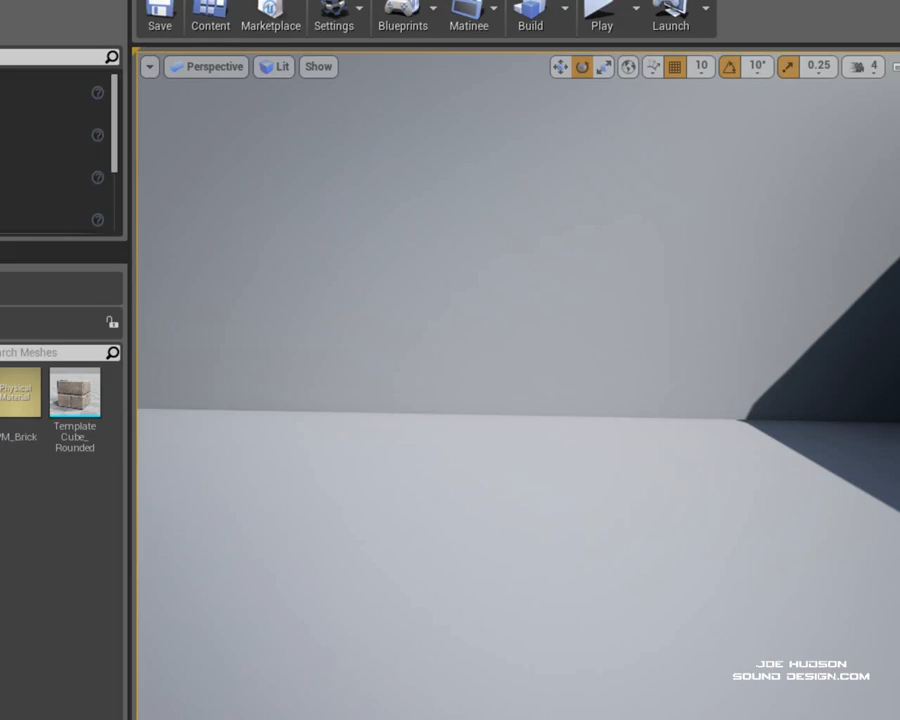 Save Content Marketplace Settings Blueprints Matinee Build Play Launch
Perspective Lit Show 10 10° 0.25 4
arch Meshes
Physical
Material
M_Brick
Template
Cube_
Rounded
JOE HUDSON
SOUND DESIGN.COM